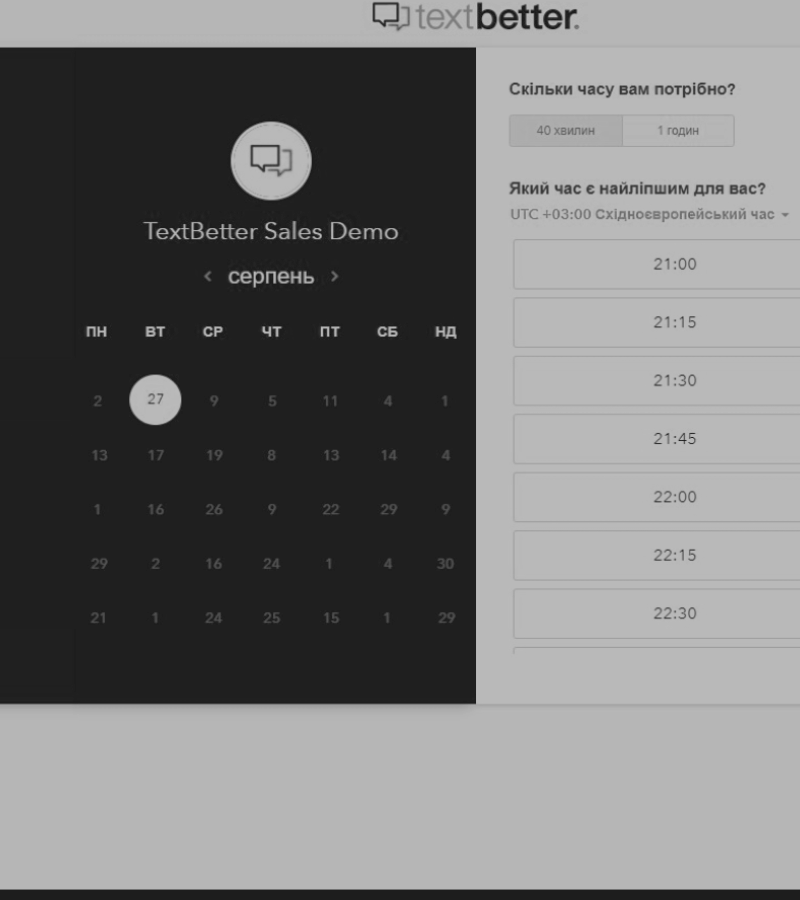 textbetter.
TextBetter Sales Demo
серпень
ПН ВТ СР ЧТ ПТ СБ НД
2 27 9 5 11 4 1
13 17 19 8 13 14 4
1 16 26 9 22 29 9
29 2 16 24 1 4 30
21 1 24 25 15 1 29
Скільки часу вам потрібно?
40 хвилин 1 годин
Який час є найліпшим для вас?
UTC +03:00 Східноєвропейський час
21:00
21:15
21:30
21:45
22:00
22:15
22:30